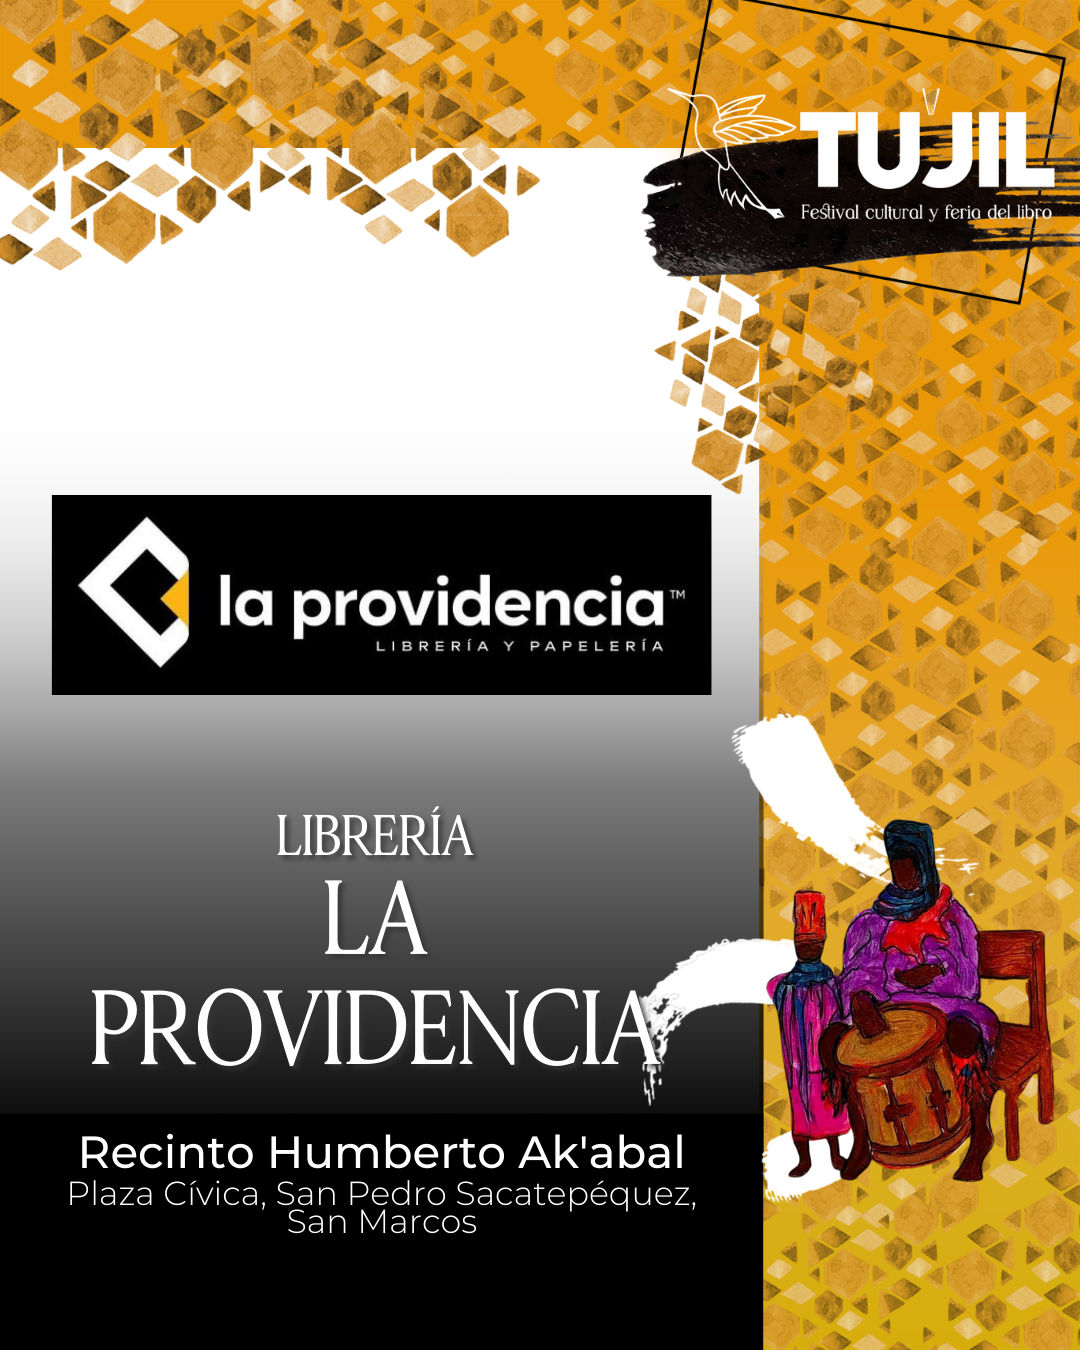 TUJIL
Festival cultural y feria del libro
la providencia™
LIBRERÍA Y PAPELERÍA
LIBRERÍA
LA
PROVIDENCIA
Recinto Humberto Ak'abal
Plaza Cívica, San Pedro Sacatepéquez,
San Marcos